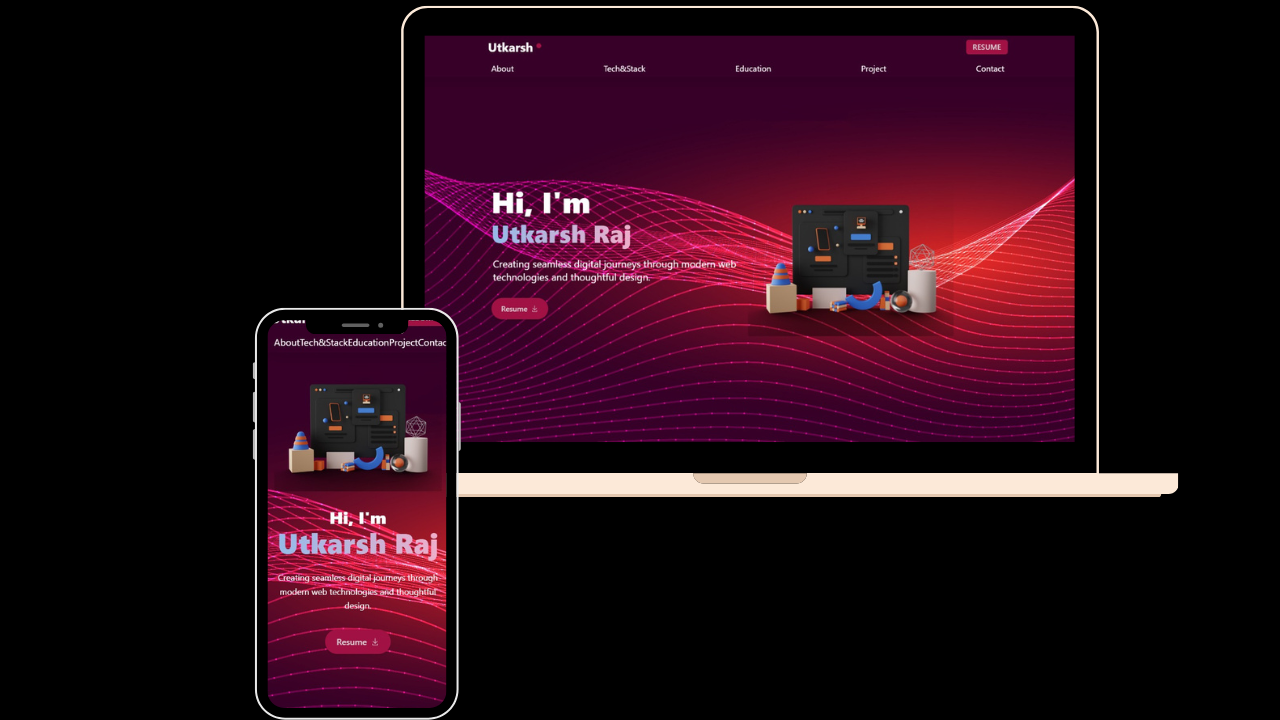 Utkarsh
RESUME
About Tech&Stack Education Project Contact
Hi, I'm
Utkarsh Raj
Creating seamless digital journeys through modern web
technologies and thoughtful design.
Resume
AboutTech&StackEducationProjectContac
Hi, I'm
Utkarsh Raj
Creating seamless digital journeys through
modern web technologies and thoughtful
design.
Resume